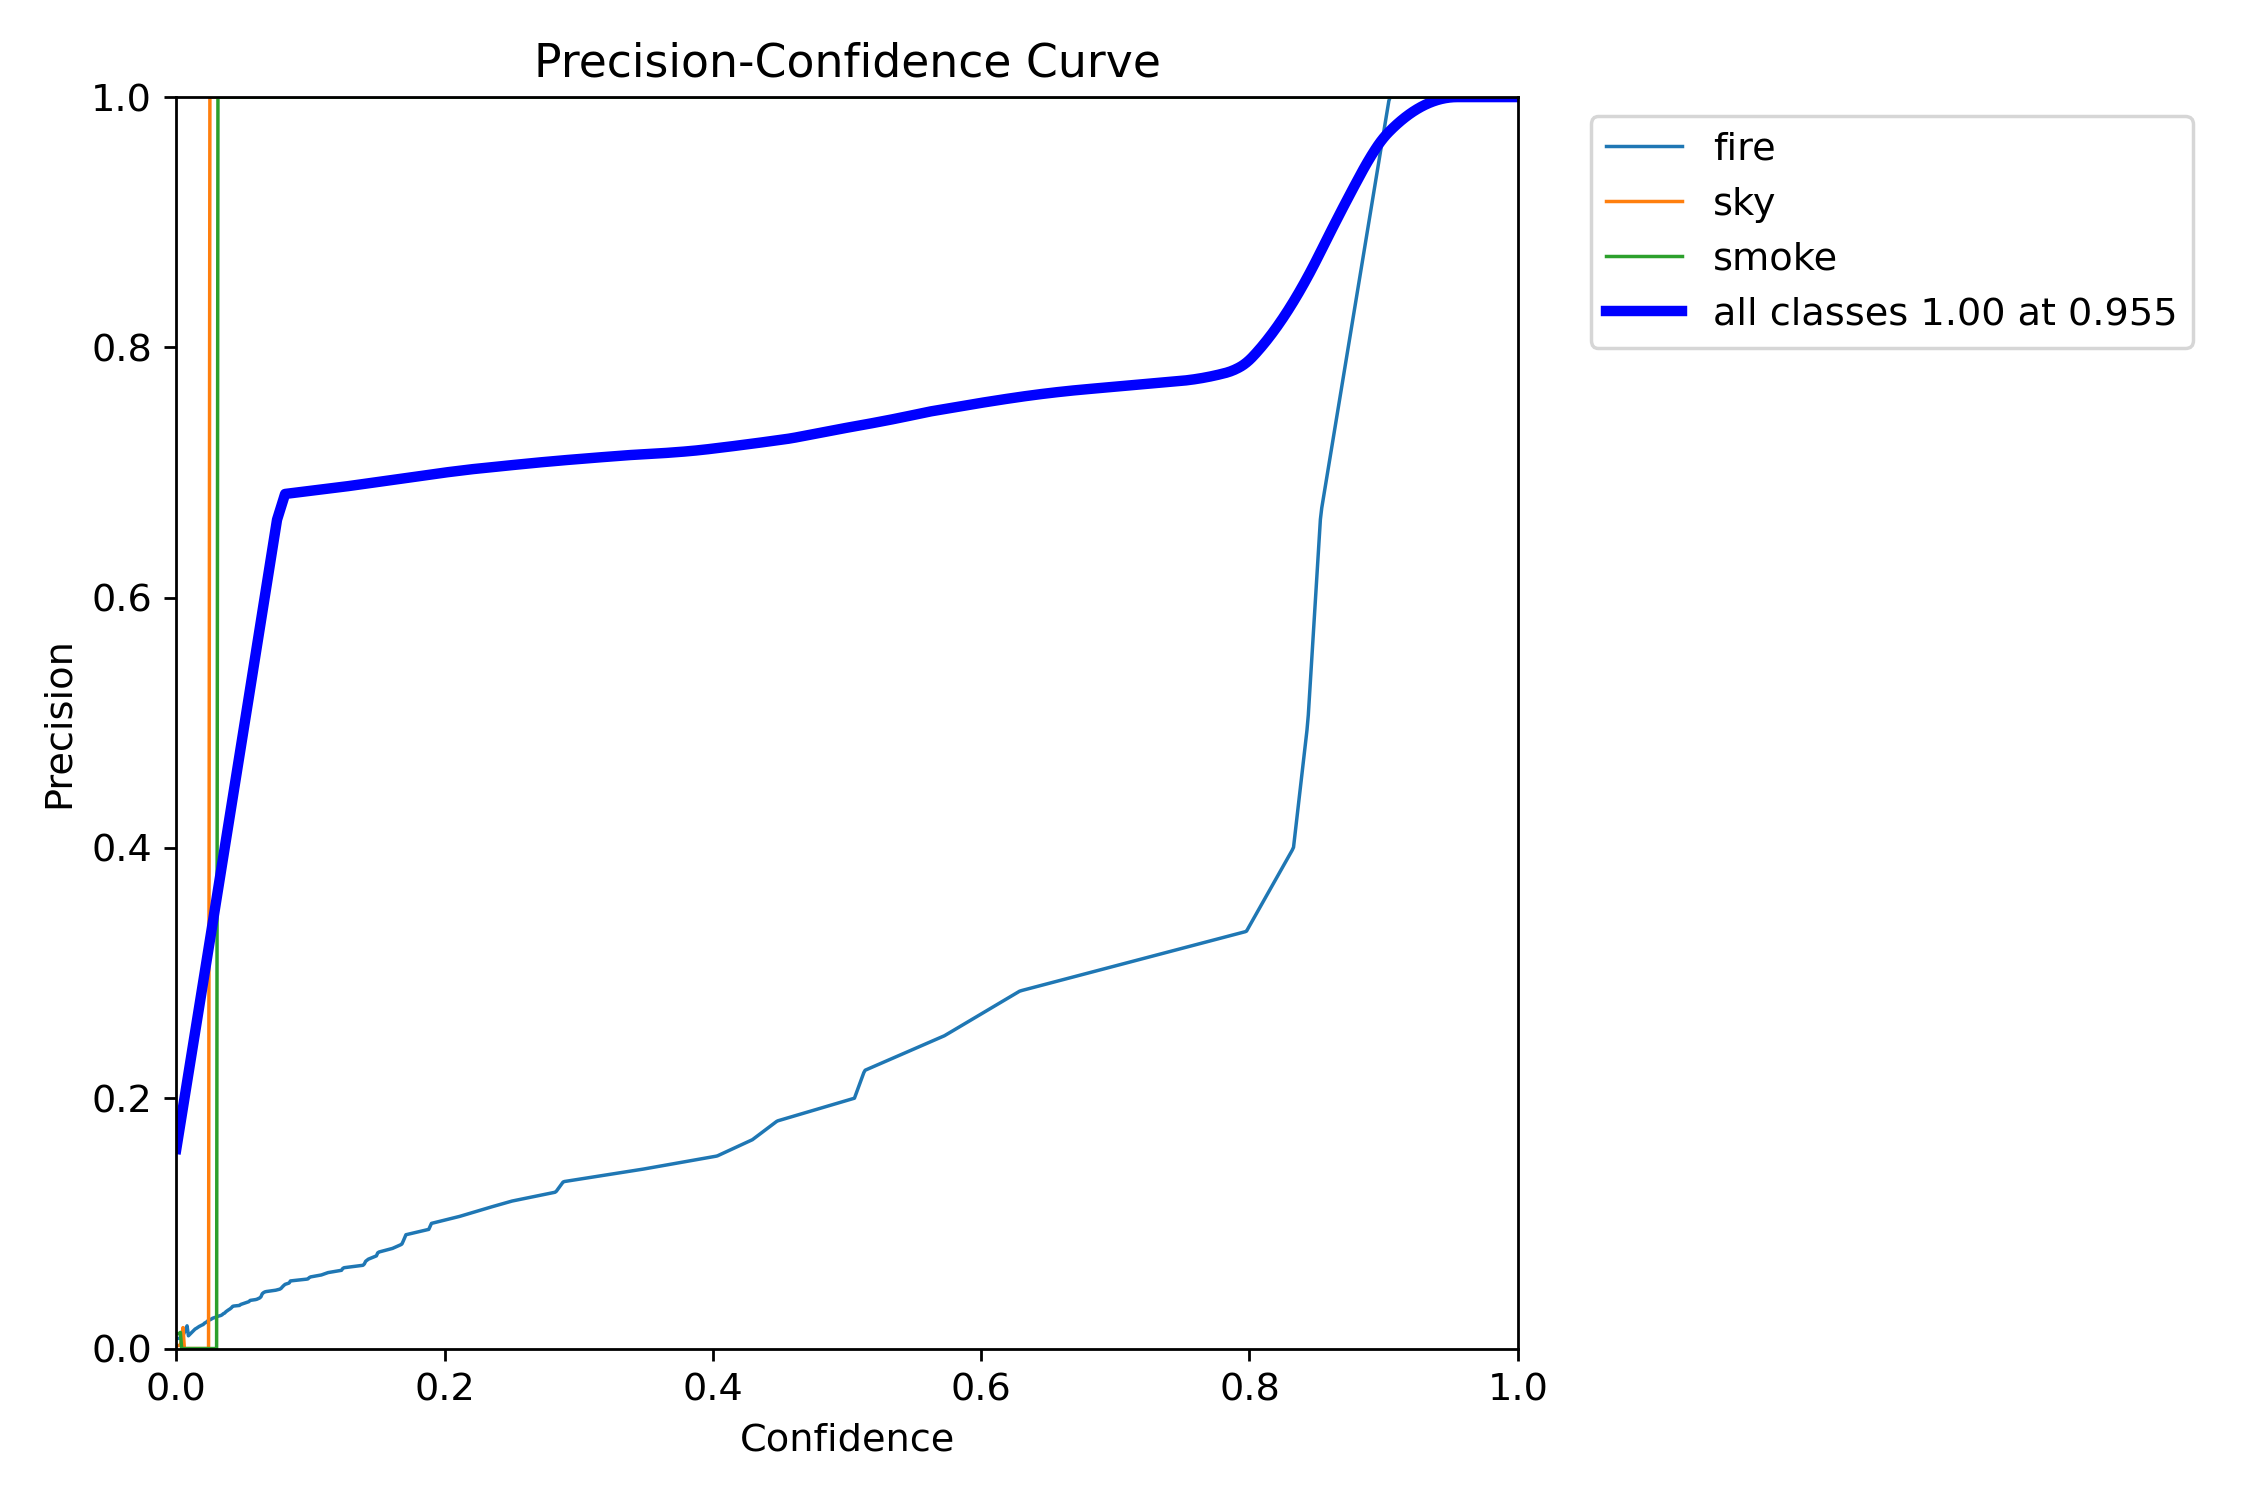 Precision-Confidence Curve
1.0
0.8
0.6
0.4
0.2
0.0
Precision
0.0 0.2 0.4 0.6 0.8 1.0
Confidence
fire
sky
smoke
all classes 1.00 at 0.955